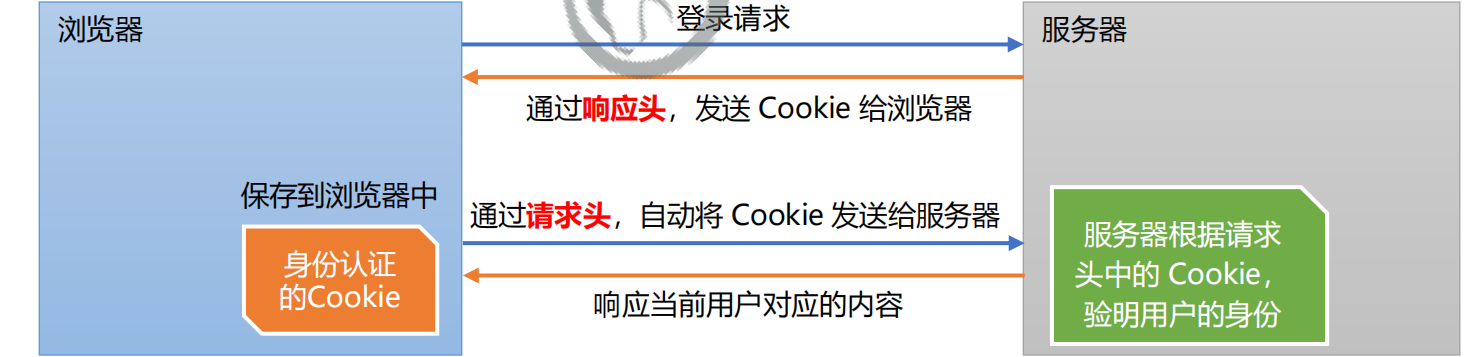 浏览器
登录请求
服务器
通过响应头，发送 Cookie 给浏览器
保存到浏览器中
通过请求头，自动将 Cookie 发送给服务器
身份认证
的Cookie
服务器根据请求
头中的 Cookie，
验明用户的身份
响应当前用户对应的内容